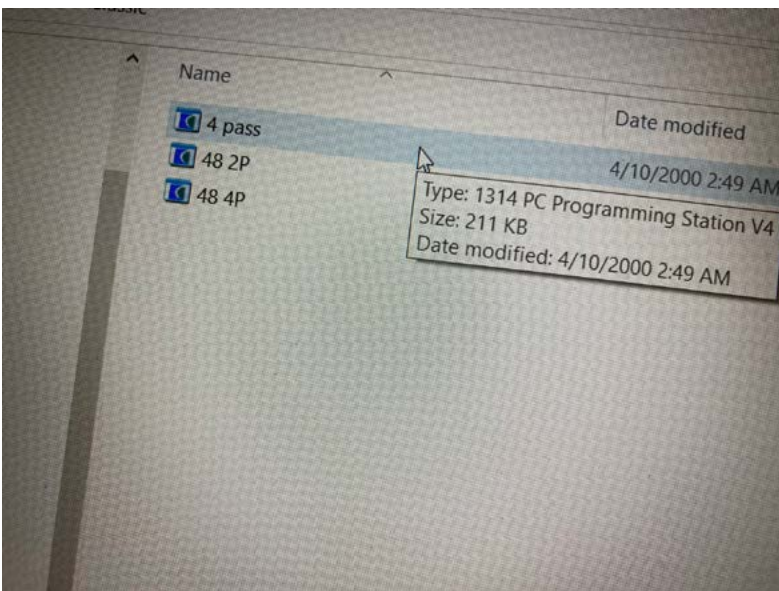 Name
Date modified
4 pass
4/10/2000 2:49 AM
48 2P
48 4P
Type: 1314 PC Programming Station V4
Size: 211 KB
Date modified: 4/10/2000 2:49 AM